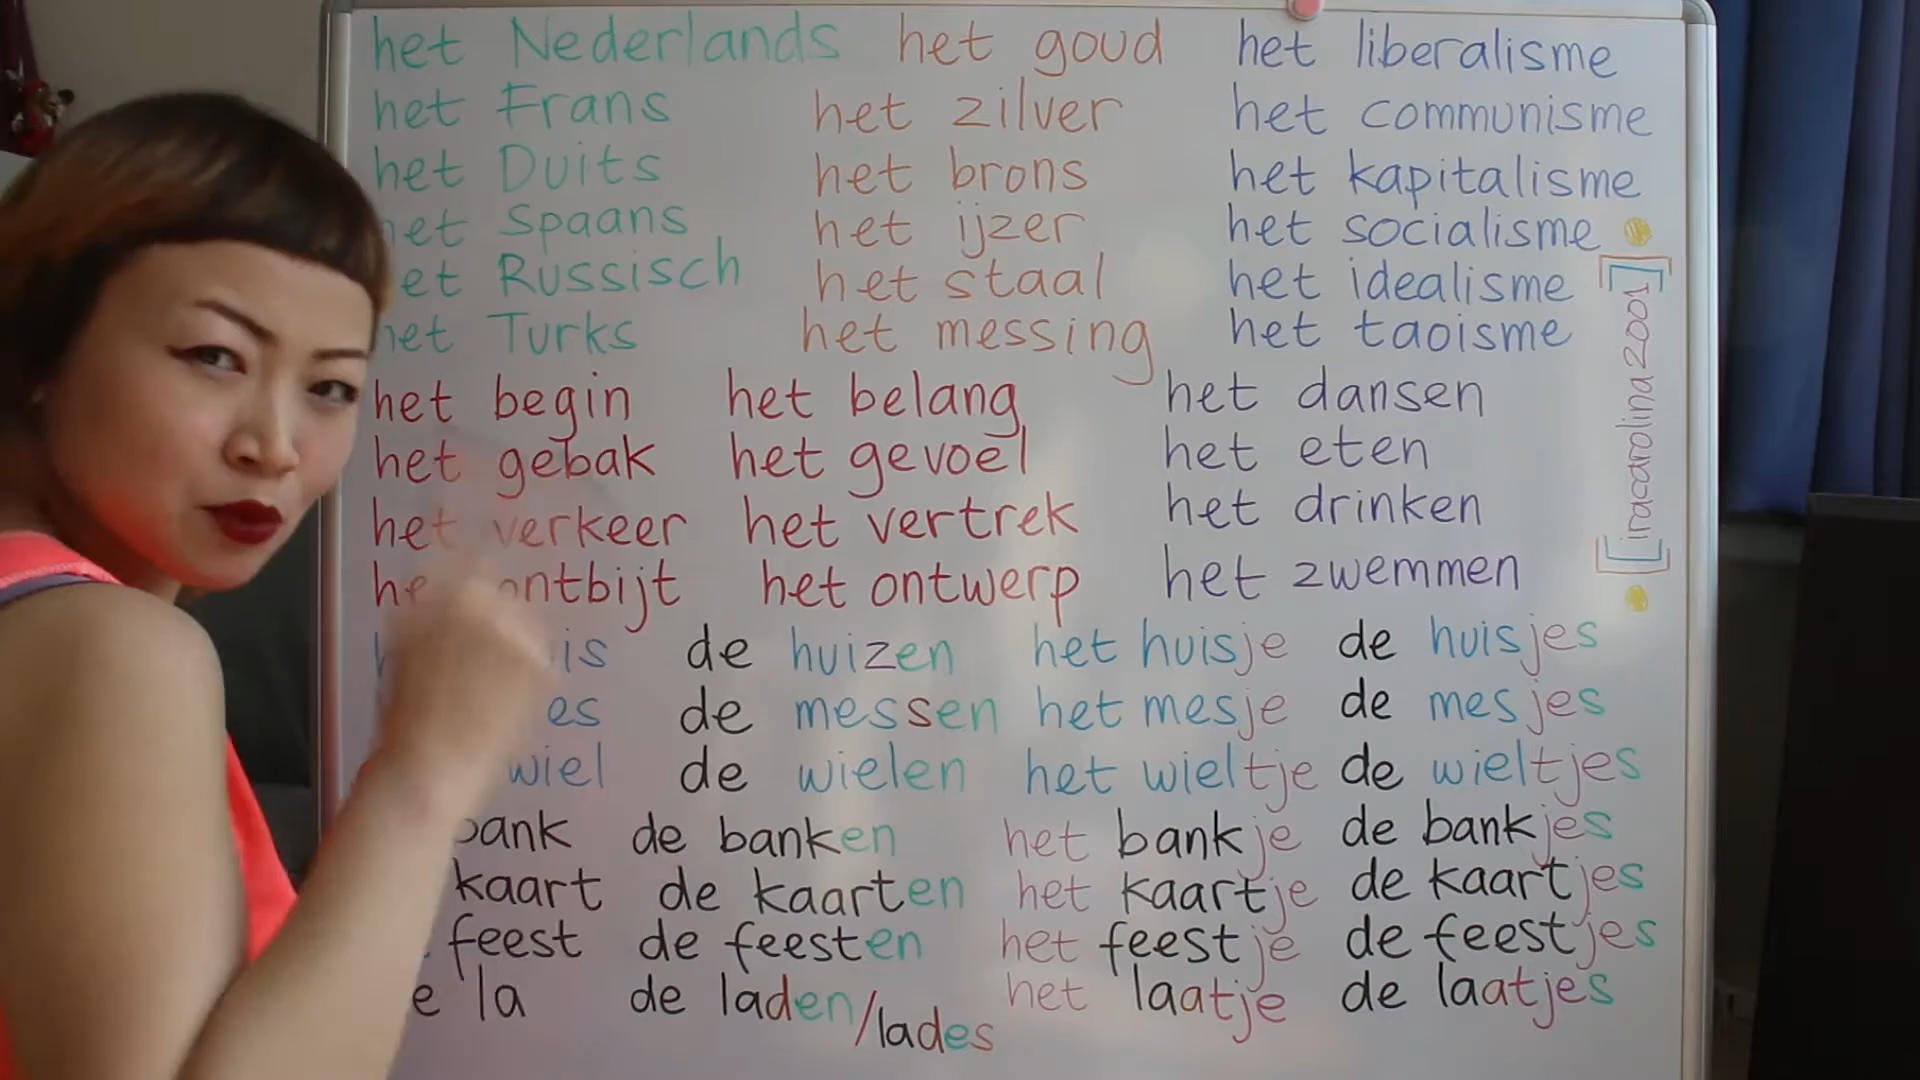 het Nederlands het goud het liberalisme
het Frans het zilver het communisme
het Duits het brons het kapitalisme
het Spaans het ijzer het socialisme
het Russisch het staal het idealisme
het Turks het messing het taoisme
het begin het belang het dansen
het gebak het gevoel het eten
het verkeer het vertrek het drinken
ontbijt het ontwerp het zwemmen
de huizen het huisje de huisjes
de messen het mesje de mesjes
wiel de wielen het wieltje de wieltjes
bank de banken het bankje de bankjes
kaart de kaarten het kaartje de kaartjes
feest de feesten het feestje de feestjes
la de laden/lades het laatje de laatjes
[iracarolina2001]